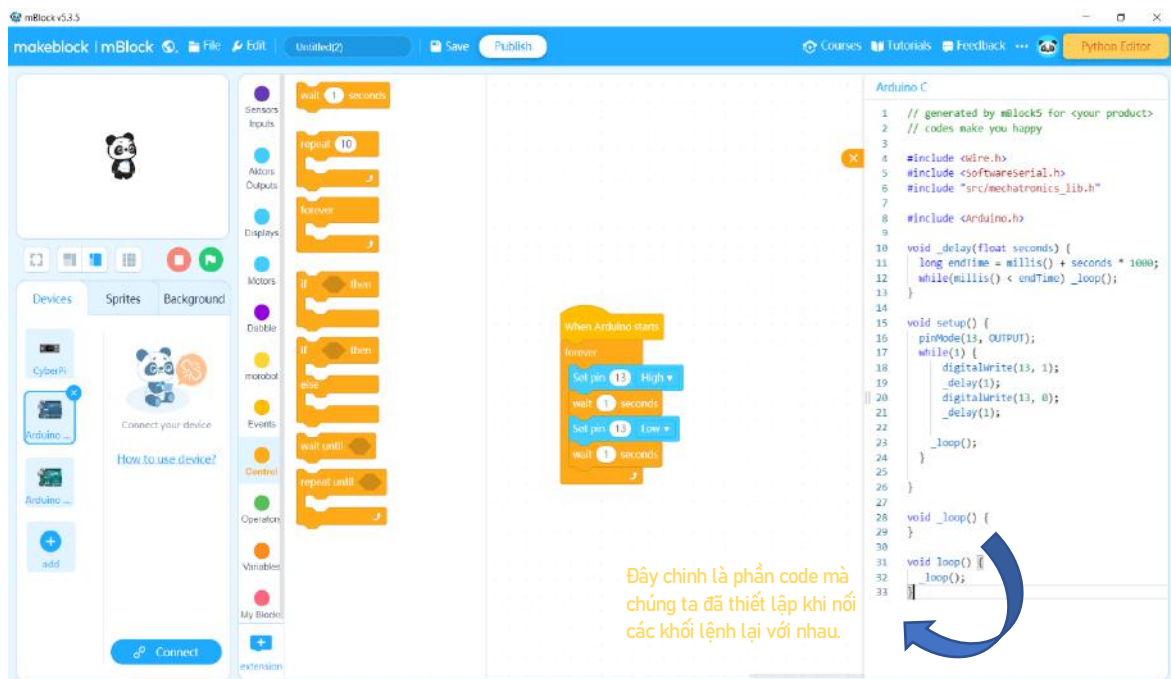 mBlock v5.3.5
makeblock | mBlock File Edit Untitled(2) Save Publish Courses Tutorials Feedback ... Python Editor
Devices Sprites Background
CyberPi
Arduino ...
Arduino ...
add
Connect your device
How to use device?
Connect
Sensors
Inputs
Aktors
Outputs
Displays
Motors
Dabble
morobot
Events
Control
Operators
Variables
My Blocks
extension
wait 1 seconds
repeat 10
forever
if then
if then
else
wait until
repeat until
When Arduino starts
forever
Set pin 13 High
wait 1 seconds
Set pin 13 Low
wait 1 seconds
Đây chinh là phần code mà
chúng ta đã thiết lập khi nối
các khối lệnh lại với nhau.
Arduino C
1 // generated by mBlock5 for <your product>
2 // codes make you happy
3
4 #include <Wire.h>
5 #include <SoftwareSerial.h>
6 #include "src/mechatronics_lib.h"
7
8 #include <Arduino.h>
9
10 void _delay(float seconds) {
11 long endTime = millis() + seconds * 1000;
12 while(millis() < endTime) _loop();
13 }
14
15 void setup() {
16 pinMode(13, OUTPUT);
17 while(1) {
18 digitalWrite(13, 1);
19 _delay(1);
20 digitalWrite(13, 0);
21 _delay(1);
22
23 _loop();
24 }
25
26 }
27
28 void _loop() {
29 }
30
31 void loop() {
32 _loop();
33 }